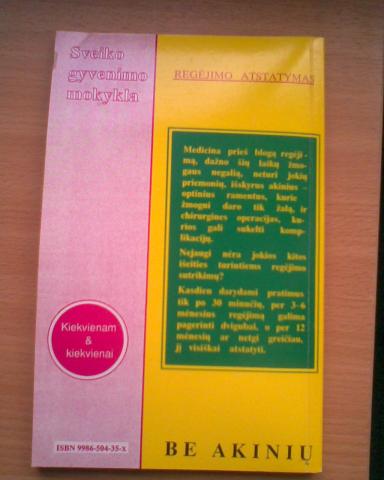 Sveiko
gyvenimo
mokykla
REGĖJIMO ATSTATYMAS
Medicina prieš blogą regėji-
mą, dažno šių laikų žmo-
gaus negalią, neturi jokių
priemonių, išskyrus akinius –
optinius ramentus, kurie
žmogui daro tik žalą, ir
chirurgines operacijas, ku-
rios gali sukelti komp-
likacijų.
Nejaugi nėra jokios kitos
išeities turintiems regėjimo
sutrikimų?
Kasdien darydami pratimus
tik po 30 minučių, per 3–6
mėnesius regėjimą galima
pagerinti dvigubai, o per 12
mėnesių ar netgi greičiau,
jį visiškai atstatyti.
Kiekvienam
&
kiekvienai
ISBN 9986-504-35-X
BE AKINIŲ